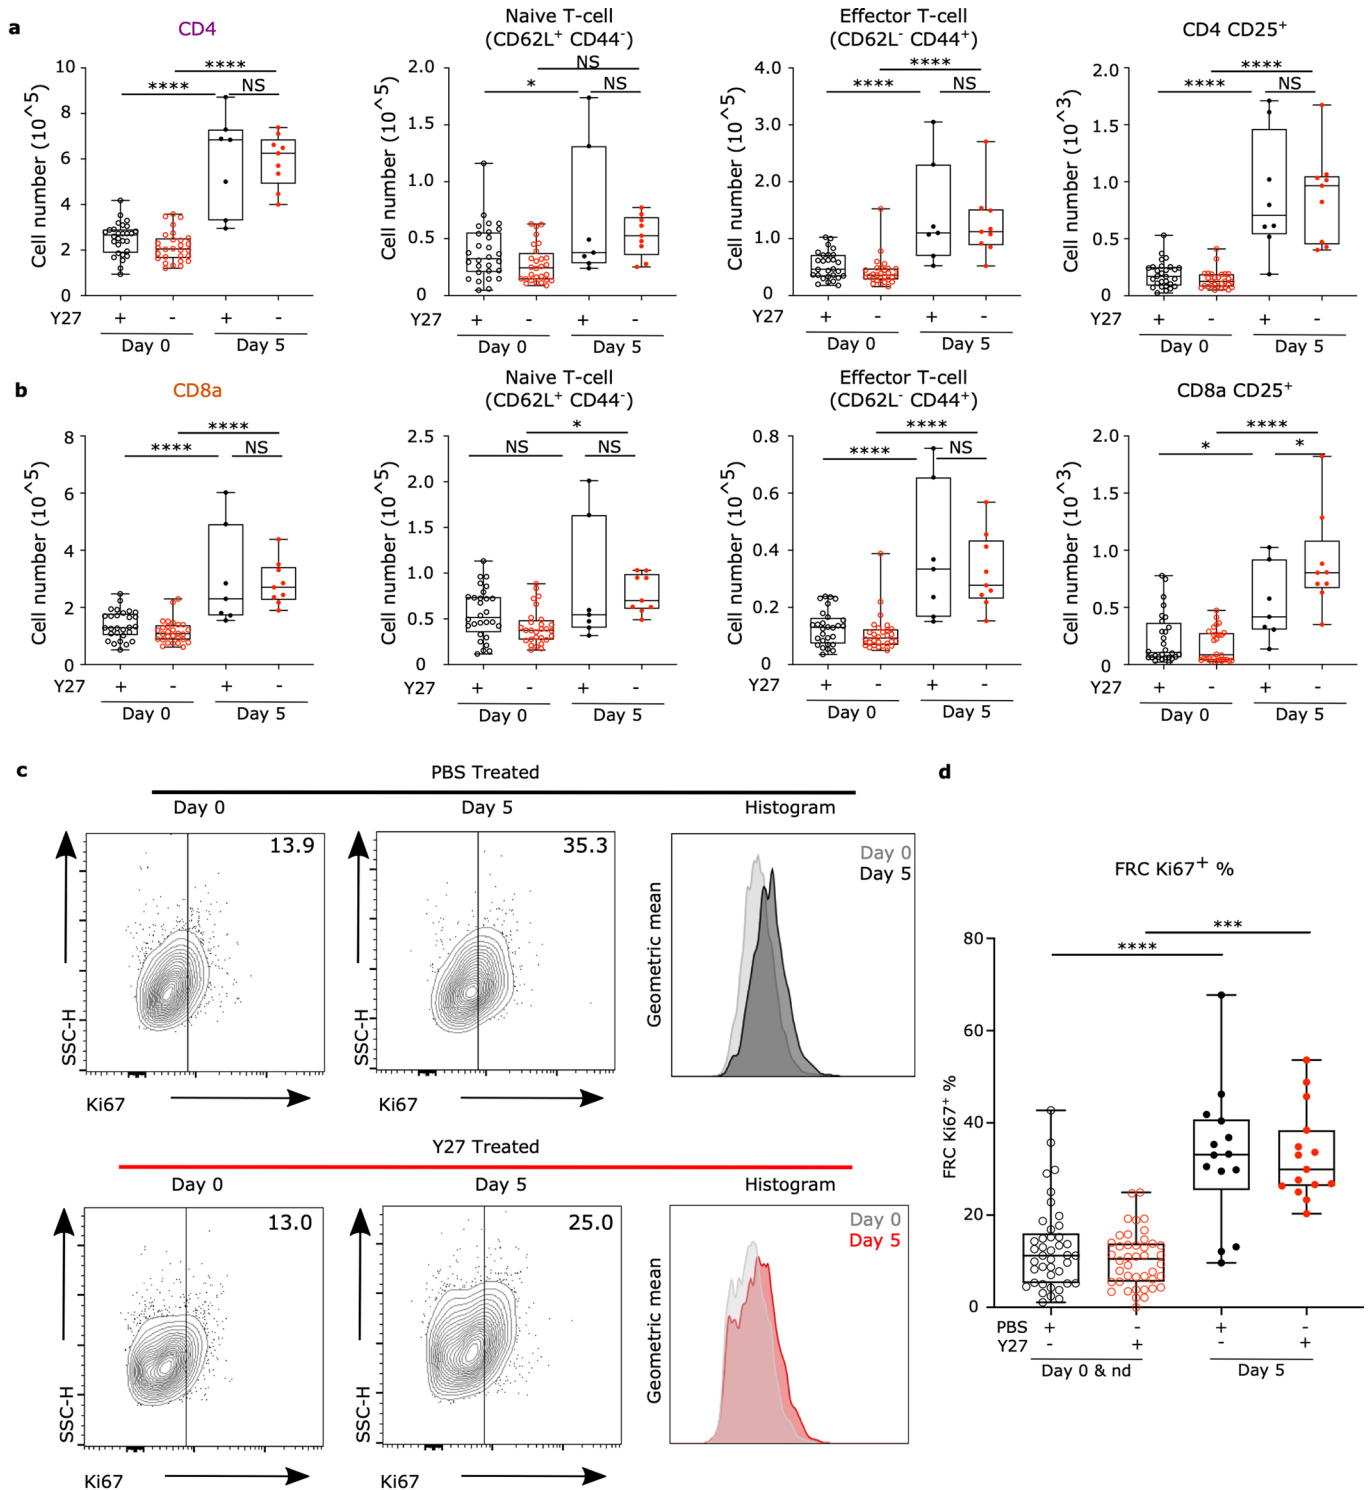 a
CD4
Naive T-cell
(CD62L+ CD44-)
Effector T-cell
(CD62L- CD44+)
CD4 CD25+
Cell number (10^5)
10
8
6
4
2
0
****
****
NS
Y27
+
-
+
-
Day 0
Day 5
Cell number (10^5)
2.0
1.5
1.0
0.5
0
NS
*
NS
Y27
+
-
+
-
Day 0
Day 5
Cell number (10^5)
4.0
3.0
2.0
1.0
0
****
****
NS
Y27
+
-
+
-
Day 0
Day 5
Cell number (10^3)
2.0
1.5
1.0
0.5
0
****
****
NS
Y27
+
-
+
-
Day 0
Day 5
b
CD8a
Naive T-cell
(CD62L+ CD44-)
Effector T-cell
(CD62L- CD44+)
CD8a CD25+
Cell number (10^5)
8
6
4
2
0
****
****
NS
Y27
+
-
+
-
Day 0
Day 5
Cell number (10^5)
2.5
2.0
1.5
1.0
0.5
0
*
NS
NS
Y27
+
-
+
-
Day 0
Day 5
Cell number (10^5)
0.8
0.6
0.4
0.2
0
****
****
NS
Y27
+
-
+
-
Day 0
Day 5
Cell number (10^3)
2.0
1.5
1.0
0.5
0
****
*
*
Y27
+
-
+
-
Day 0
Day 5
c
PBS Treated
Day 0
Day 5
Histogram
13.9
35.3
Day 0
Day 5
SSC-H
SSC-H
Geometric mean
Ki67
Ki67
Y27 Treated
Day 0
Day 5
Histogram
13.0
25.0
Day 0
Day 5
SSC-H
SSC-H
Geometric mean
Ki67
Ki67
d
FRC Ki67+ %
FRC Ki67+ %
80
60
40
20
0
****
***
PBS + - + -
Y27 - + - +
Day 0 & nd
Day 5